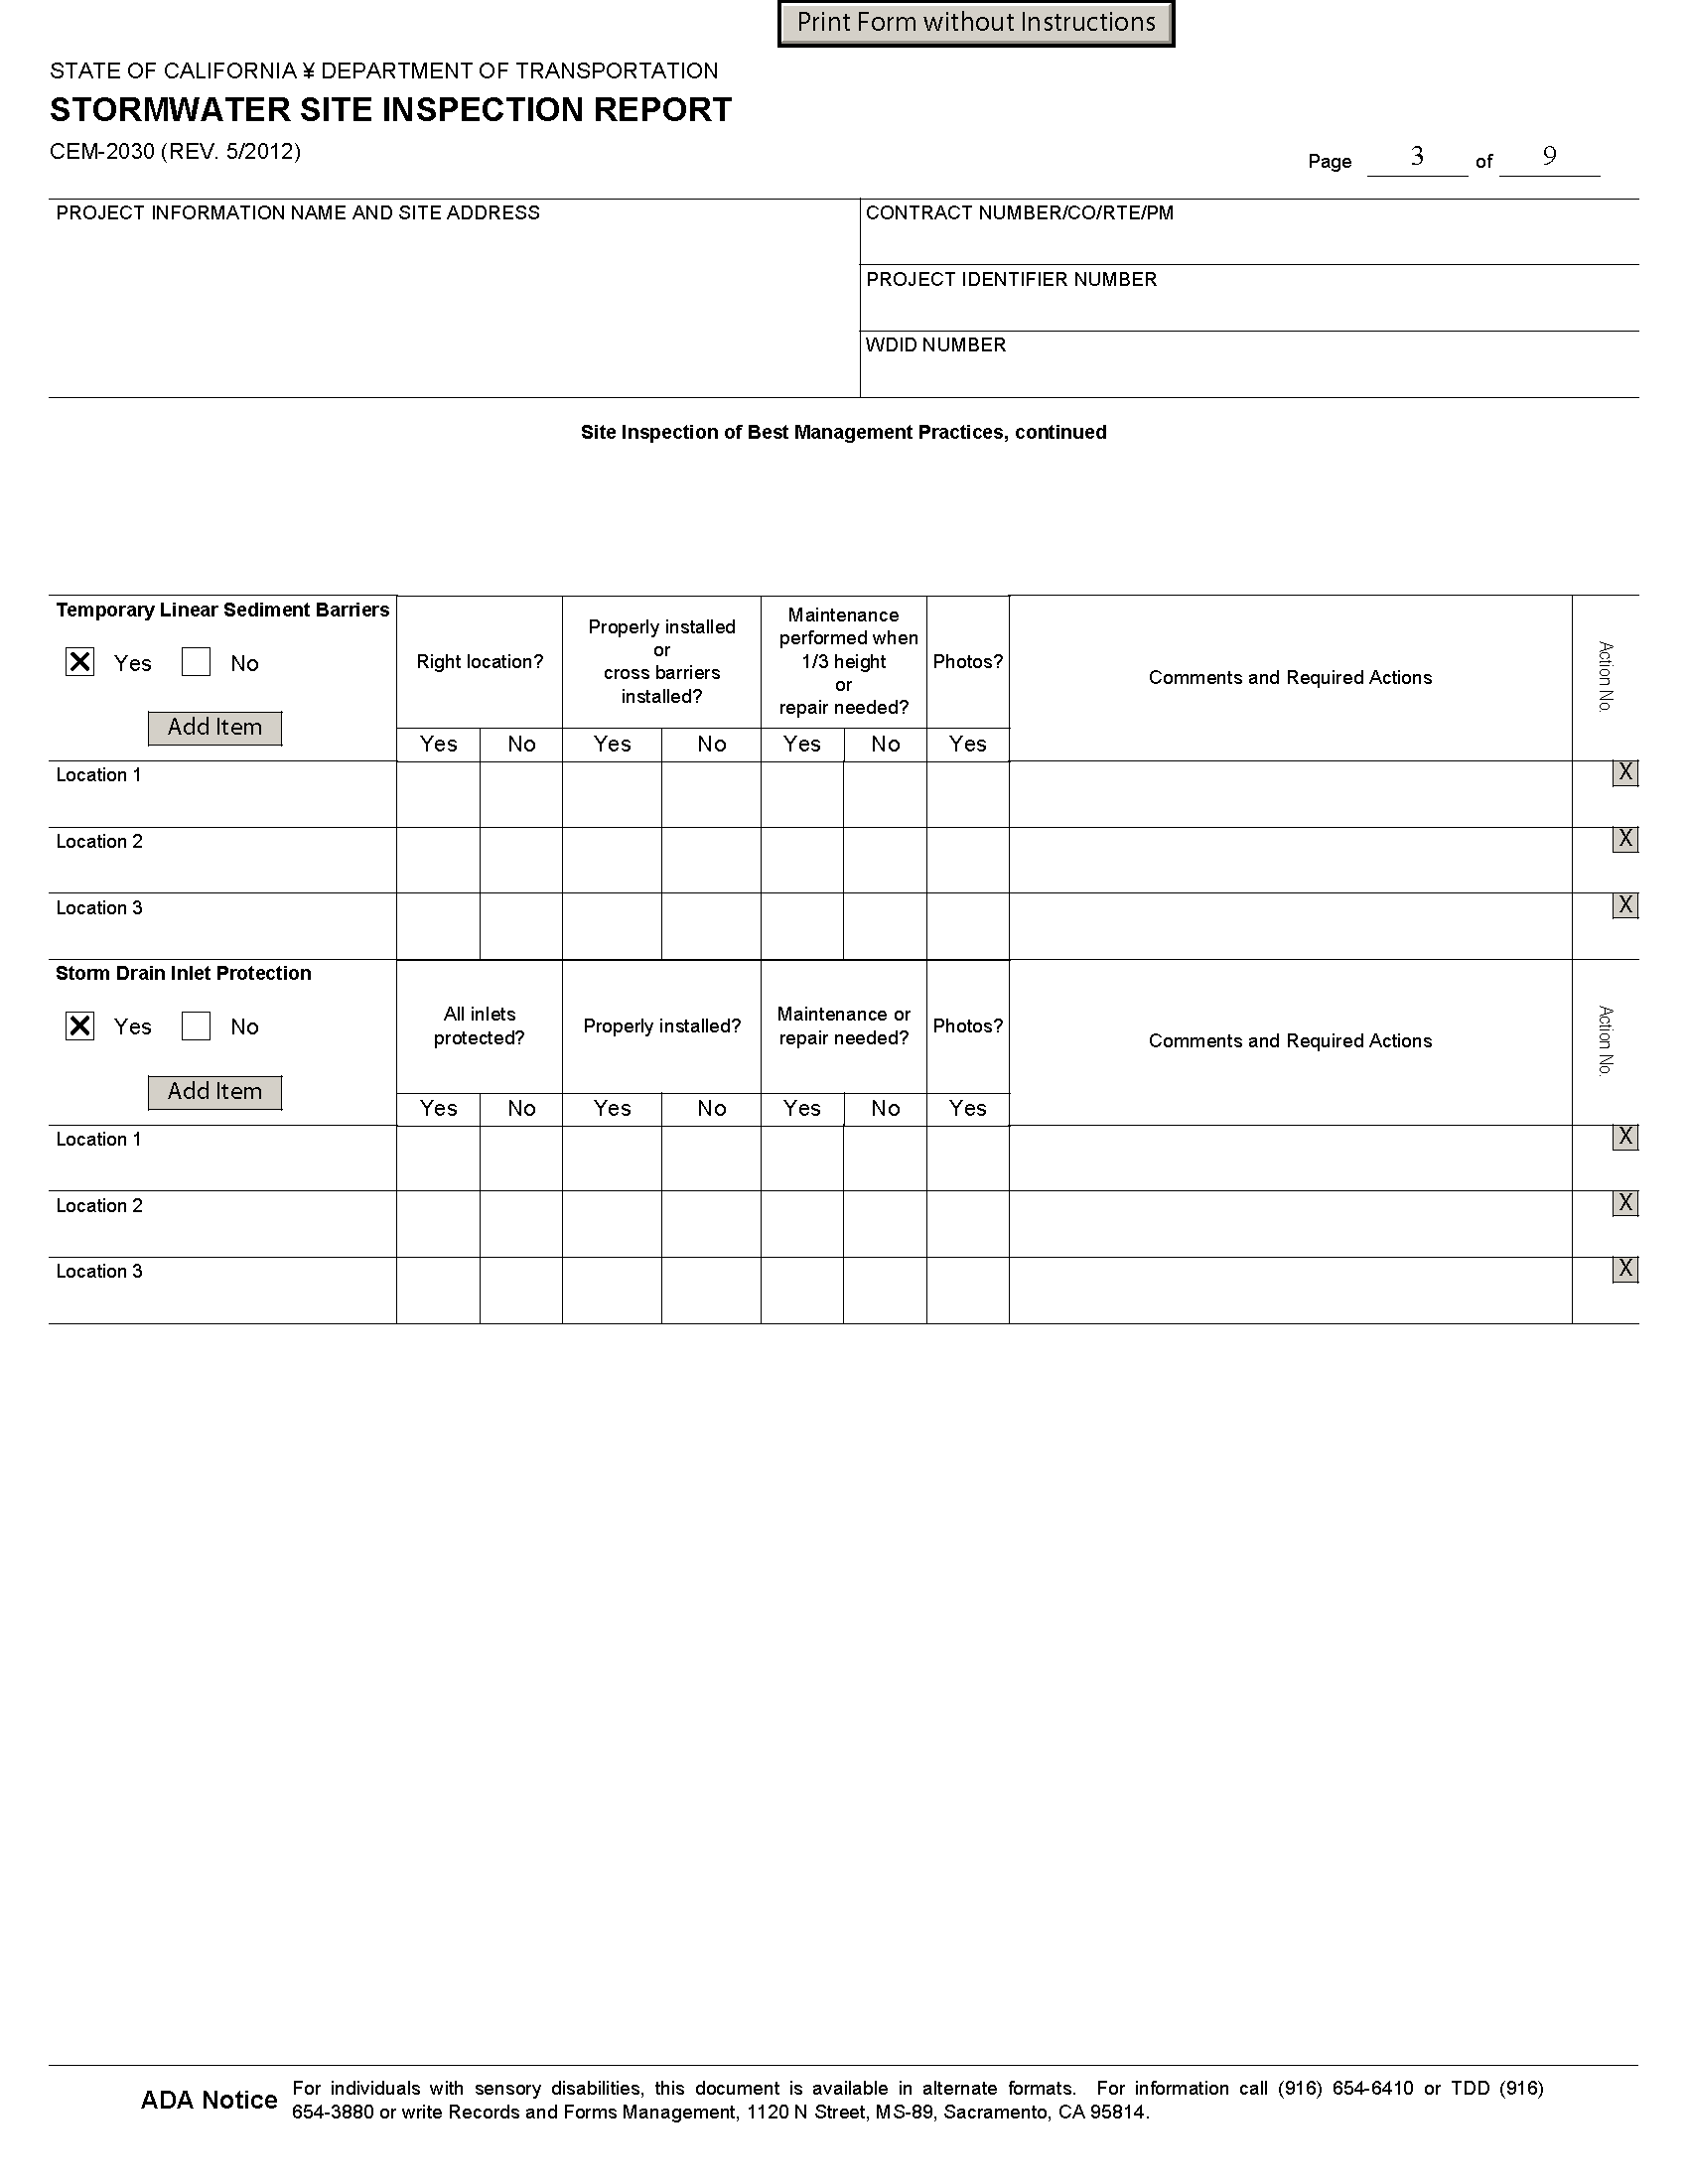 Print Form without Instructions
STATE OF CALIFORNIA ¥ DEPARTMENT OF TRANSPORTATION
STORMWATER SITE INSPECTION REPORT
CEM-2030 (REV. 5/2012)
Page 3 of 9
PROJECT INFORMATION NAME AND SITE ADDRESS
CONTRACT NUMBER/CO/RTE/PM
PROJECT IDENTIFIER NUMBER
WDID NUMBER
Site Inspection of Best Management Practices, continued
Temporary Linear Sediment Barriers
Yes No
Add Item
Right location?
Properly installed
or
cross barriers
installed?
Maintenance
performed when
1/3 height
or
repair needed?
Photos?
Comments and Required Actions
Action No.
Yes No Yes No Yes No Yes
Location 1 X
Location 2 X
Location 3 X
Storm Drain Inlet Protection
Yes No
Add Item
All inlets
protected?
Properly installed?
Maintenance or
repair needed?
Photos?
Comments and Required Actions
Action No.
Yes No Yes No Yes No Yes
Location 1 X
Location 2 X
Location 3 X
ADA Notice
For individuals with sensory disabilities, this document is available in alternate formats. For information call (916) 654-6410 or TDD (916)
654-3880 or write Records and Forms Management, 1120 N Street, MS-89, Sacramento, CA 95814.